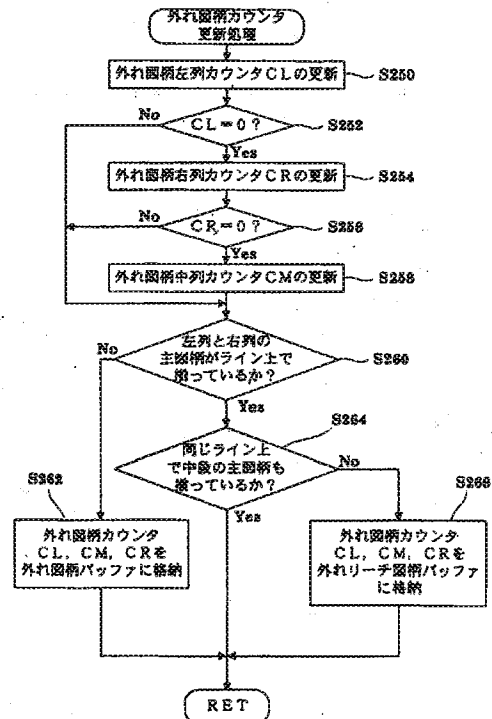 外れ図柄カウンタ
更新処理
外れ図柄左列カウンタCLの更新
S250
CL=0?
S252
No
Yes
外れ図柄右列カウンタCRの更新
S254
CR=0?
S256
No
Yes
外れ図柄中列カウンタCMの更新
S258
左列と右列の
主図柄がライン上で
揃っているか?
S260
No
Yes
S264
同じライン上
で中段の主図柄も
揃っているか?
No
Yes
S262
外れ図柄カウンタ
CL,CM,CRを
外れ図柄バッファに格納
S266
外れ図柄カウンタ
CL,CM,CRを
外れリーチ図柄バッファ
に格納
RET